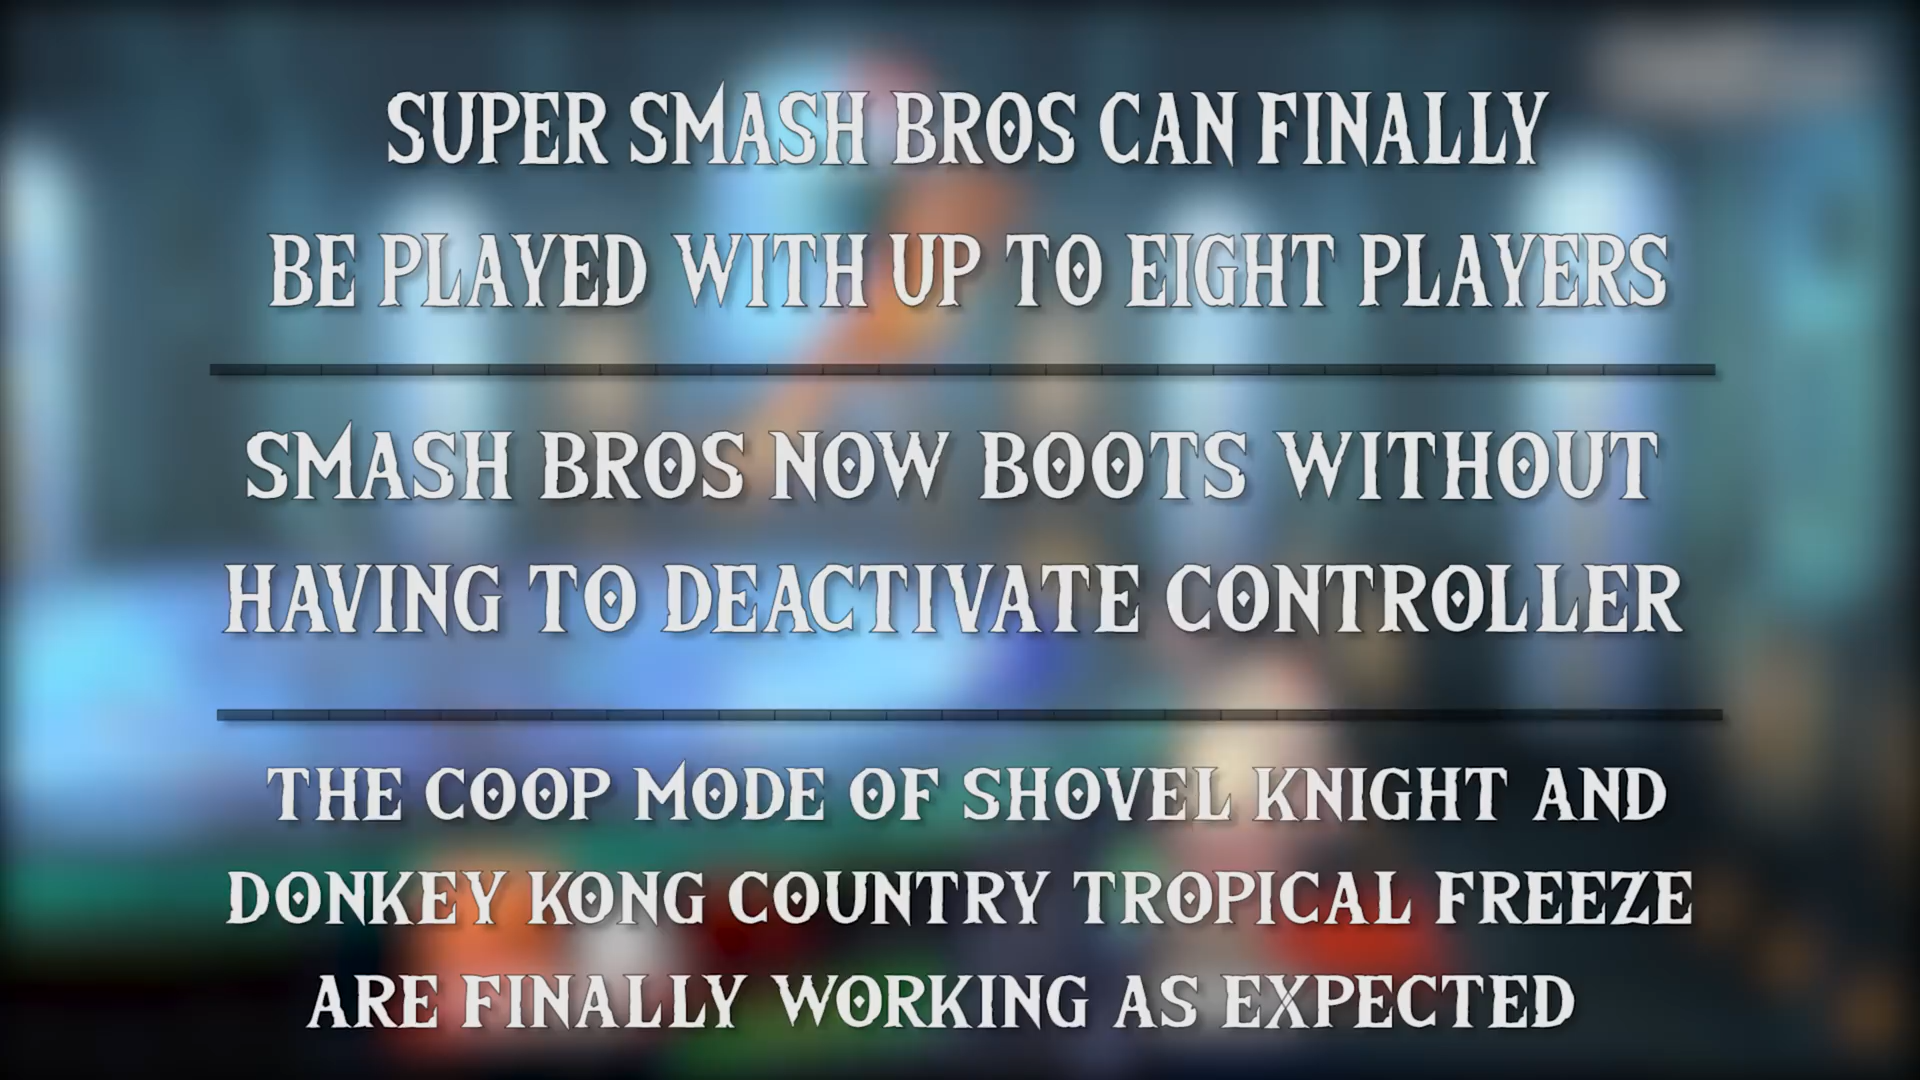 SUPER SMASH BROS CAN FINALLY
BE PLAYED WITH UP TO EIGHT PLAYERS
SMASH BROS NOW BOOTS WITHOUT
HAVING TO DEACTIVATE CONTROLLER
THE COOP MODE OF SHOVEL KNIGHT AND
DONKEY KONG COUNTRY TROPICAL FREEZE
ARE FINALLY WORKING AS EXPECTED